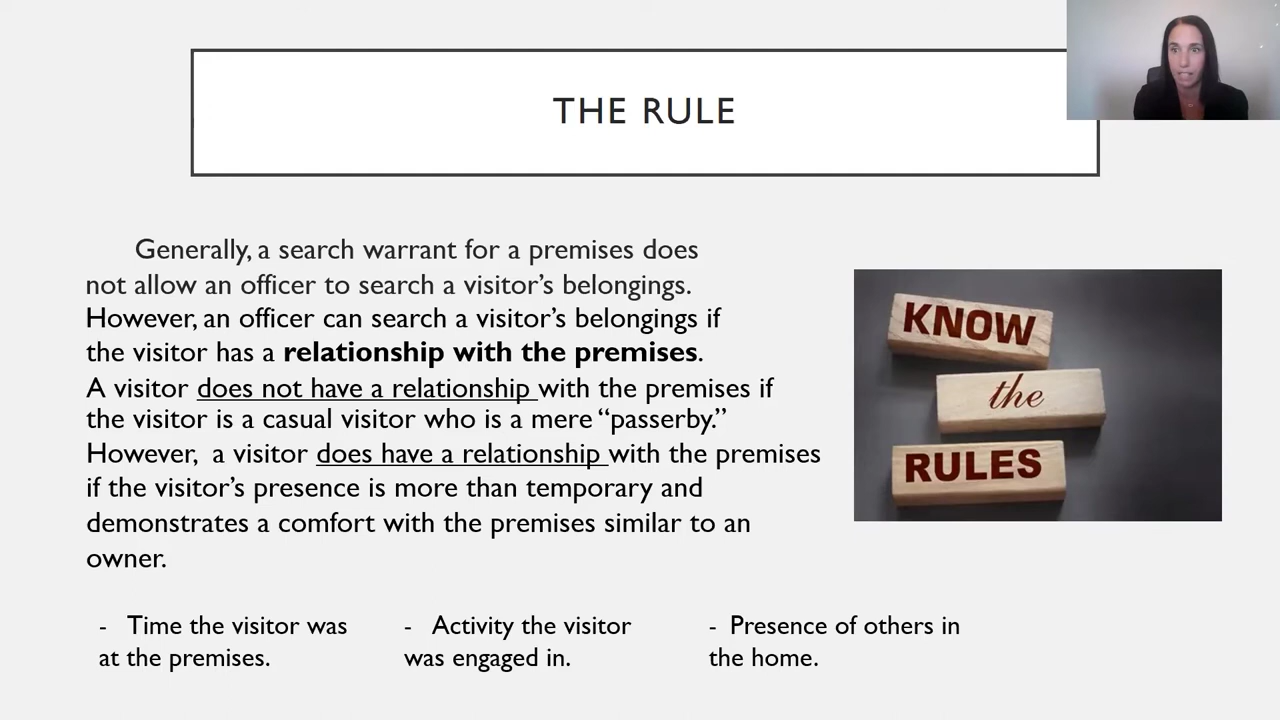 THE RULE
Generally, a search warrant for a premises does
not allow an officer to search a visitor’s belongings.
However, an officer can search a visitor’s belongings if
the visitor has a relationship with the premises.
A visitor does not have a relationship with the premises if
the visitor is a casual visitor who is a mere “passerby.”
However,  a visitor does have a relationship with the premises
if the visitor’s presence is more than temporary and
demonstrates a comfort with the premises similar to an
owner.
KNOW
the
RULES
- Time the visitor was
at the premises.
- Activity the visitor
was engaged in.
- Presence of others in
the home.